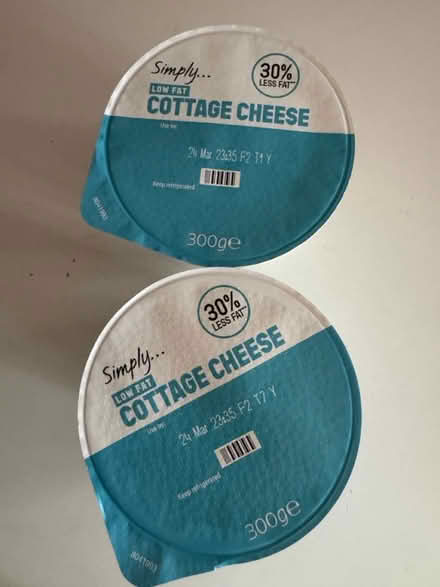 Simply...
30%
LESS FAT**
LOW FAT
COTTAGE CHEESE
Use by:
24 Mar 23:35 F2 T1 Y
Keep refrigerated
8041993
300g℮
30%
LESS FAT**
Simply...
LOW FAT
COTTAGE CHEESE
Use by:
24 Mar 23:35 F2 T7 Y
Keep refrigerated
8041993
300g℮